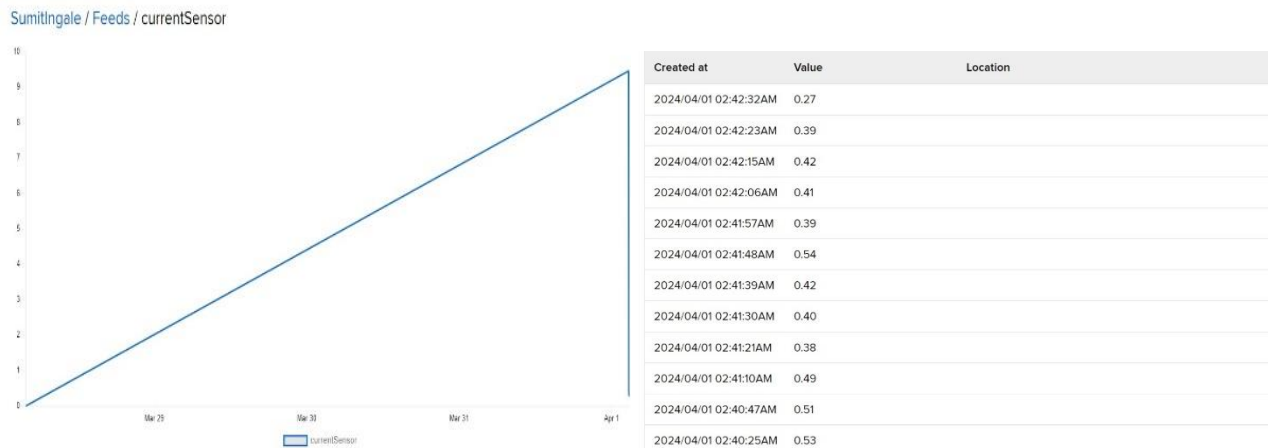 SumitIngale / Feeds / currentSensor
10
9
8
7
6
5
4
3
2
1
0
Mar 29 Mar 30 Mar 31 Apr 1
currentSensor
Created at Value Location
2024/04/01 02:42:32AM 0.27
2024/04/01 02:42:23AM 0.39
2024/04/01 02:42:15AM 0.42
2024/04/01 02:42:06AM 0.41
2024/04/01 02:41:57AM 0.39
2024/04/01 02:41:48AM 0.54
2024/04/01 02:41:39AM 0.42
2024/04/01 02:41:30AM 0.40
2024/04/01 02:41:21AM 0.38
2024/04/01 02:41:10AM 0.49
2024/04/01 02:40:47AM 0.51
2024/04/01 02:40:25AM 0.53